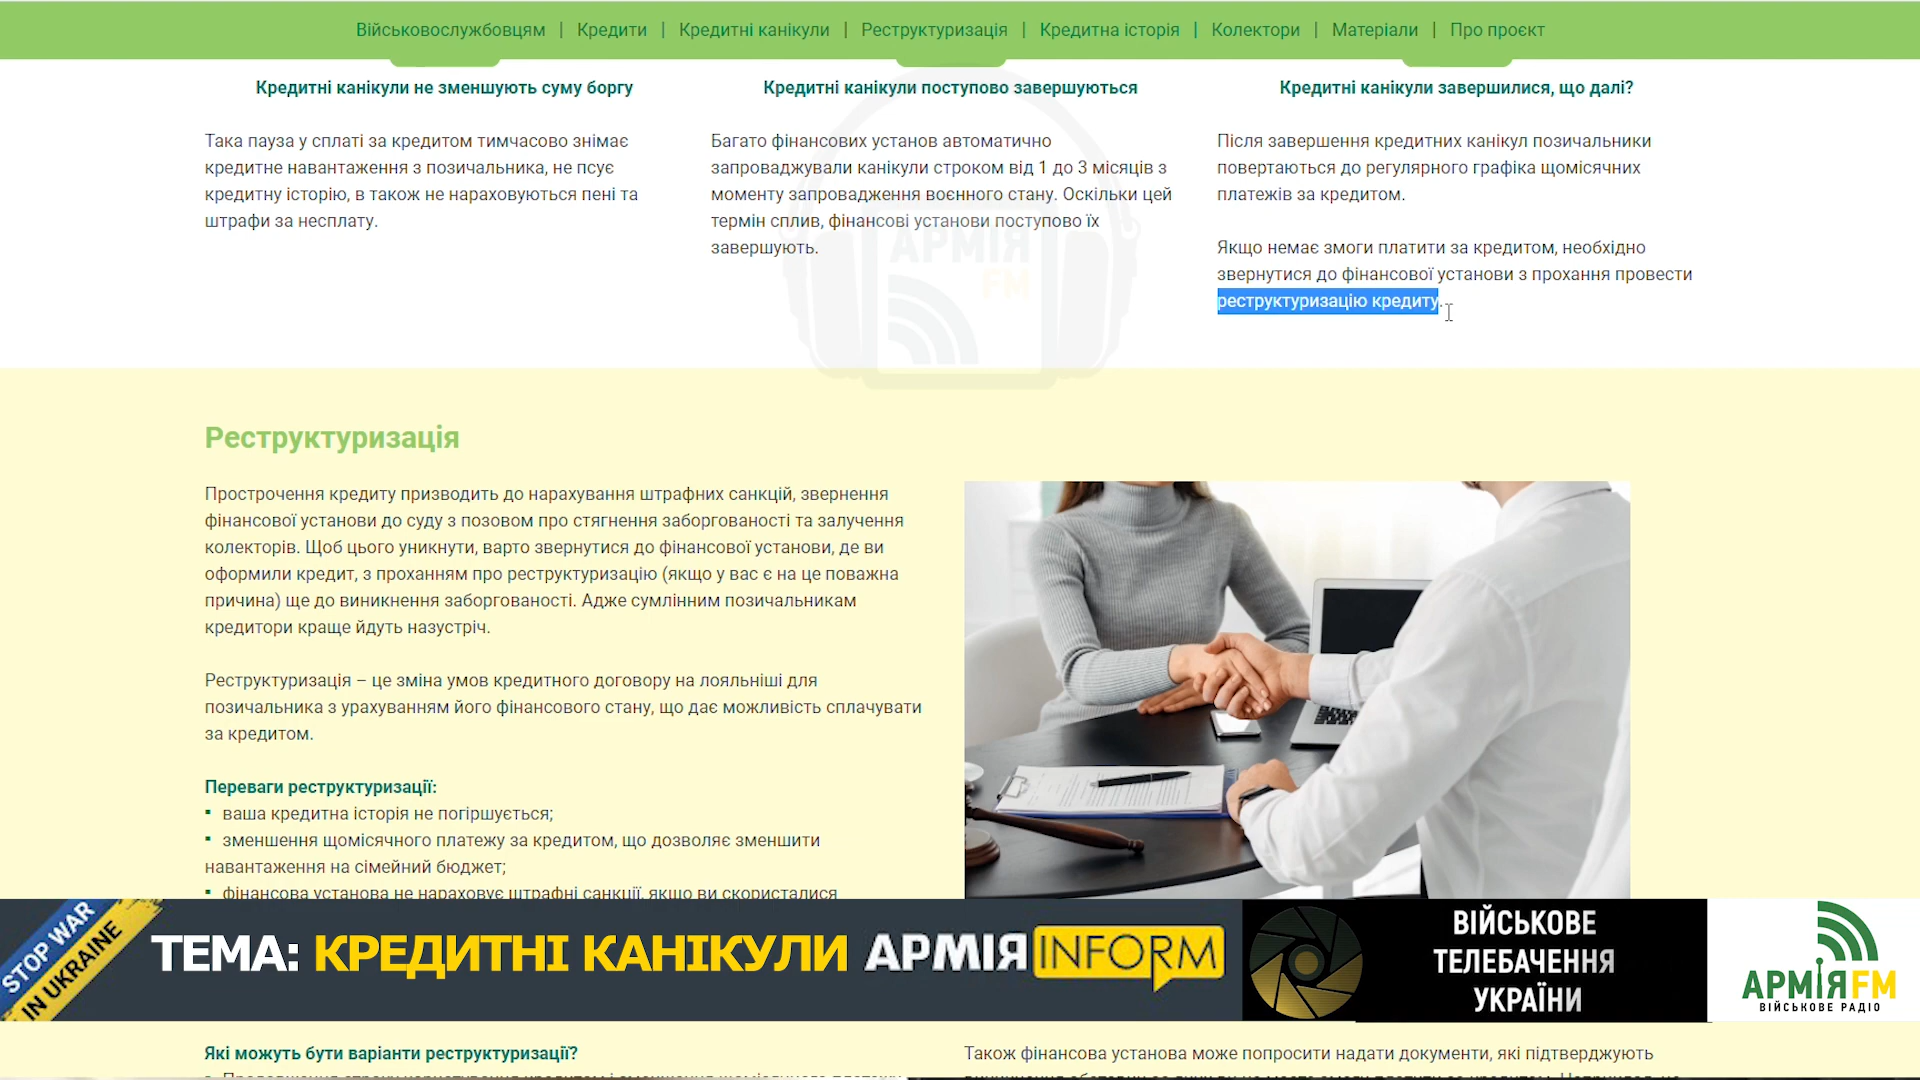 Військовослужбовцям | Кредити | Кредитні канікули | Реструктуризація | Кредитна історія | Колектори | Матеріали | Про проєкт
Кредитні канікули не зменшують суму боргу
Така пауза у сплаті за кредитом тимчасово знімає
кредитне навантаження з позичальника, не псує
кредитну історію, в також не нараховуються пені та
штрафи за несплату.
Кредитні канікули поступово завершуються
Багато фінансових установ автоматично
запроваджували канікули строком від 1 до 3 місяців з
моменту запровадження воєнного стану. Оскільки цей
термін сплив, фінансові установи поступово їх
завершують.
Кредитні канікули завершилися, що далі?
Після завершення кредитних канікул позичальники
повертаються до регулярного графіка щомісячних
платежів за кредитом.
Якщо немає змоги платити за кредитом, необхідно
звернутися до фінансової установи з прохання провести
реструктуризацію кредиту.
АРМІЯ
FM
Реструктуризація
Прострочення кредиту призводить до нарахування штрафних санкцій, звернення
фінансової установи до суду з позовом про стягнення заборгованості та залучення
колекторів. Щоб цього уникнути, варто звернутися до фінансової установи, де ви
оформили кредит, з проханням про реструктуризацію (якщо у вас є на це поважна
причина) ще до виникнення заборгованості. Адже сумлінним позичальникам
кредитори краще йдуть назустріч.
Реструктуризація – це зміна умов кредитного договору на лояльніші для
позичальника з урахуванням його фінансового стану, що дає можливість сплачувати
за кредитом.
Переваги реструктуризації:
▪ ваша кредитна історія не погіршується;
▪ зменшення щомісячного платежу за кредитом, що дозволяє зменшити
навантаження на сімейний бюджет;
▪ фінансова установа не нараховує штрафні санкції, якщо ви скористалися
STOP WAR
IN UKRAINE
ТЕМА: КРЕДИТНІ КАНІКУЛИ
АРМІЯ INFORM
ВІЙСЬКОВЕ
ТЕЛЕБАЧЕННЯ
УКРАЇНИ
АРМІЯFM
ВІЙСЬКОВЕ РАДІО
Які можуть бути варіанти реструктуризації?
Також фінансова установа може попросити надати документи, які підтверджують